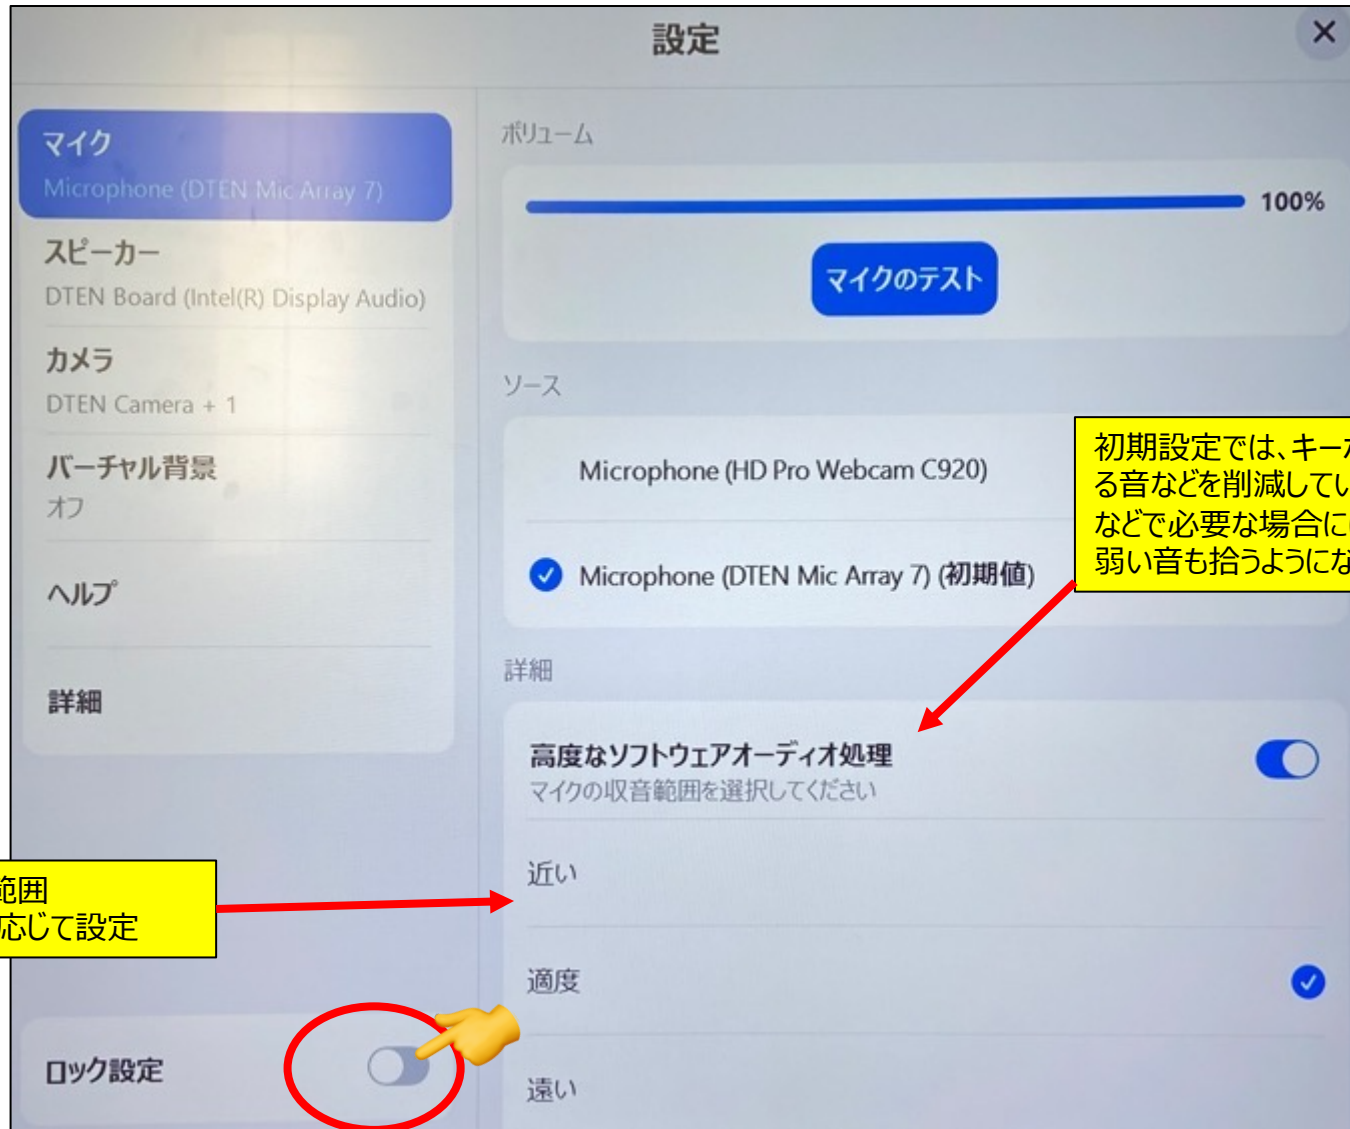 設定
マイク
Microphone (DTEN Mic Array 7)
スピーカー
DTEN Board (Intel(R) Display Audio)
カメラ
DTEN Camera + 1
バーチャル背景
オフ
ヘルプ
詳細
ロック設定
ボリューム
100%
マイクのテスト
ソース
Microphone (HD Pro Webcam C920)
Microphone (DTEN Mic Array 7) (初期値)
詳細
高度なソフトウェアオーディオ処理
マイクの収音範囲を選択してください
近い
適度
遠い
初期設定では、キー
る音などを削減してい
などで必要な場合に
弱い音も拾うようにな
範囲
応じて設定